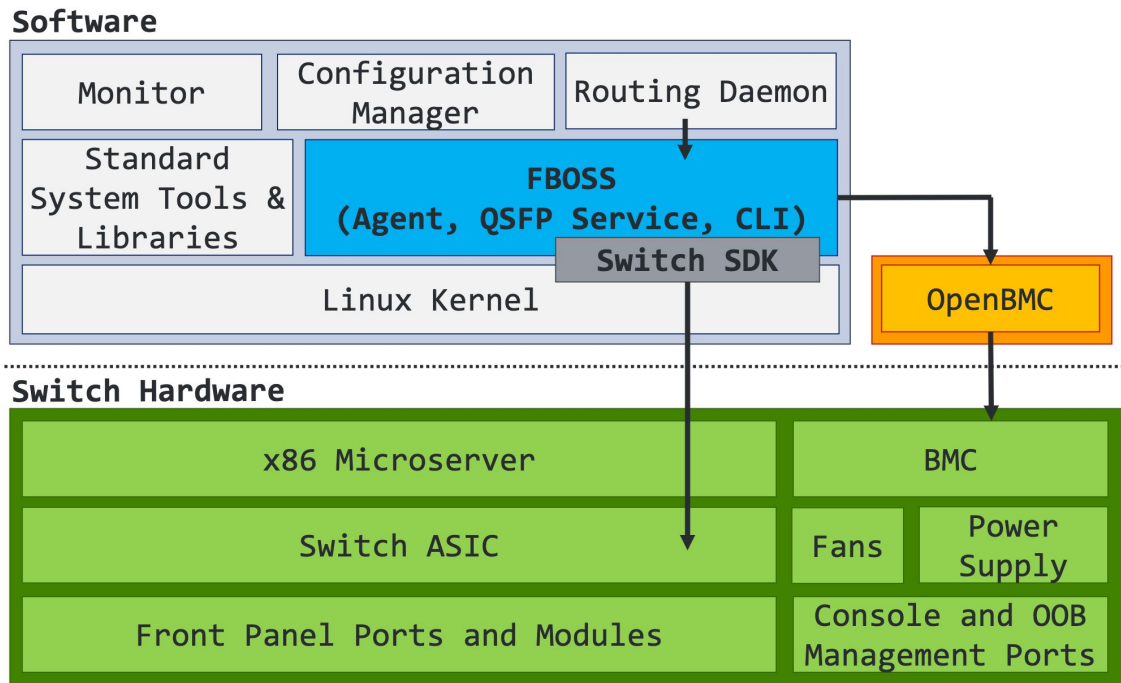 Software
Monitor
Configuration
Manager
Routing Daemon
Standard
System Tools &
Libraries
FBOSS
(Agent, QSFP Service, CLI)
Switch SDK
Linux Kernel
OpenBMC
Switch Hardware
x86 Microserver
BMC
Switch ASIC
Fans
Power
Supply
Front Panel Ports and Modules
Console and OOB
Management Ports